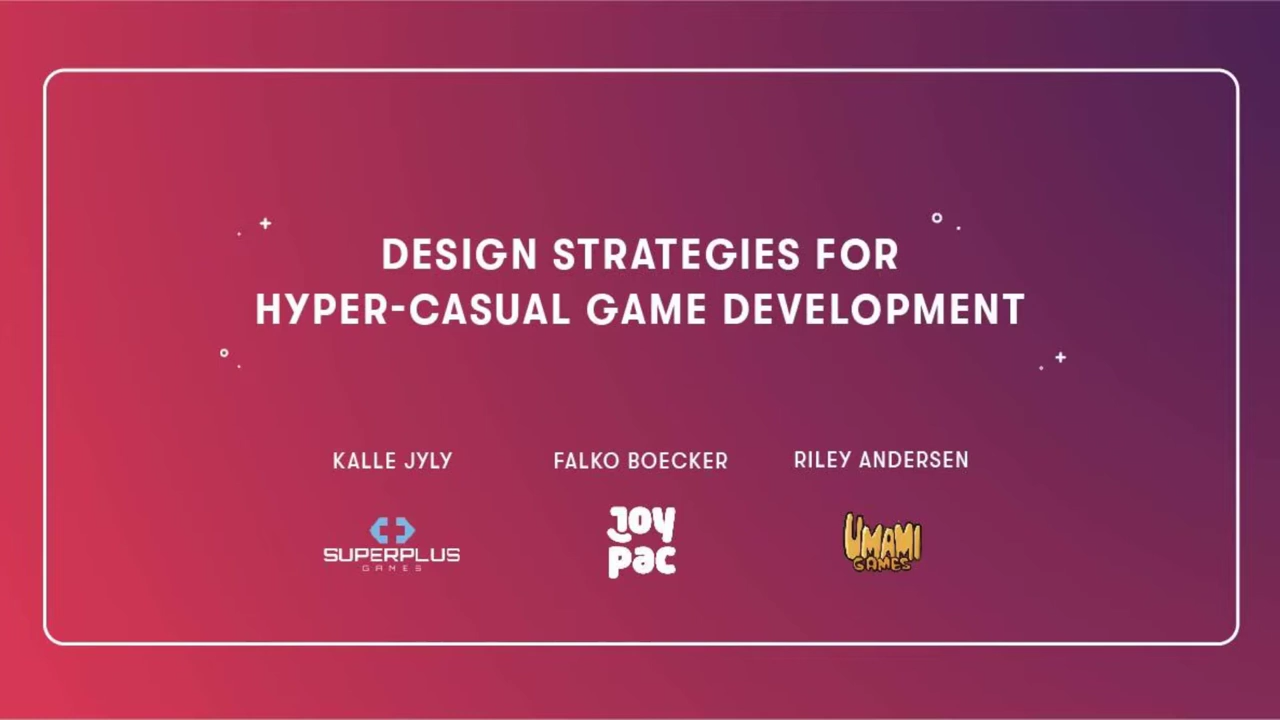 DESIGN STRATEGIES FOR
HYPER-CASUAL GAME DEVELOPMENT
KALLE JYLY
FALKO BOECKER
RILEY ANDERSEN
SUPERPLUS
GAMES
JOY
PAC
UMAMI
GAMES